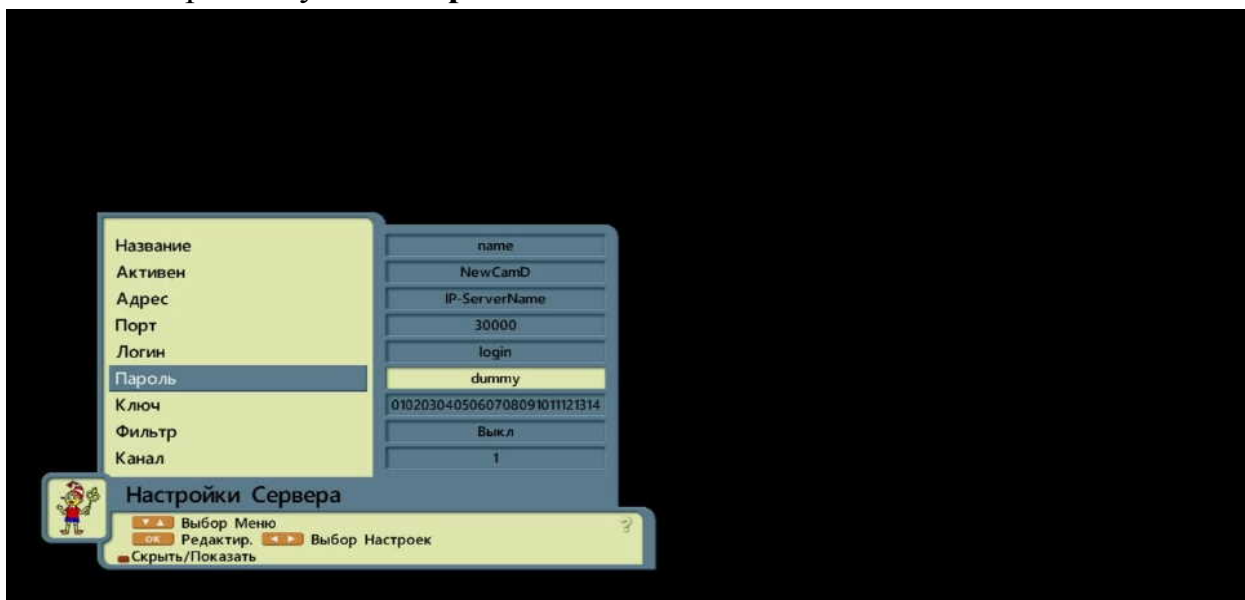 Название name
Активен NewCamD
Адрес IP-ServerName
Порт 30000
Логин login
Пароль dummy
Ключ 0102030405060708091011121314
Фильтр Выкл
Канал 1
Настройки Сервера
Выбор Меню
OK Редактир. Выбор Настроек
Скрыть/Показать
?